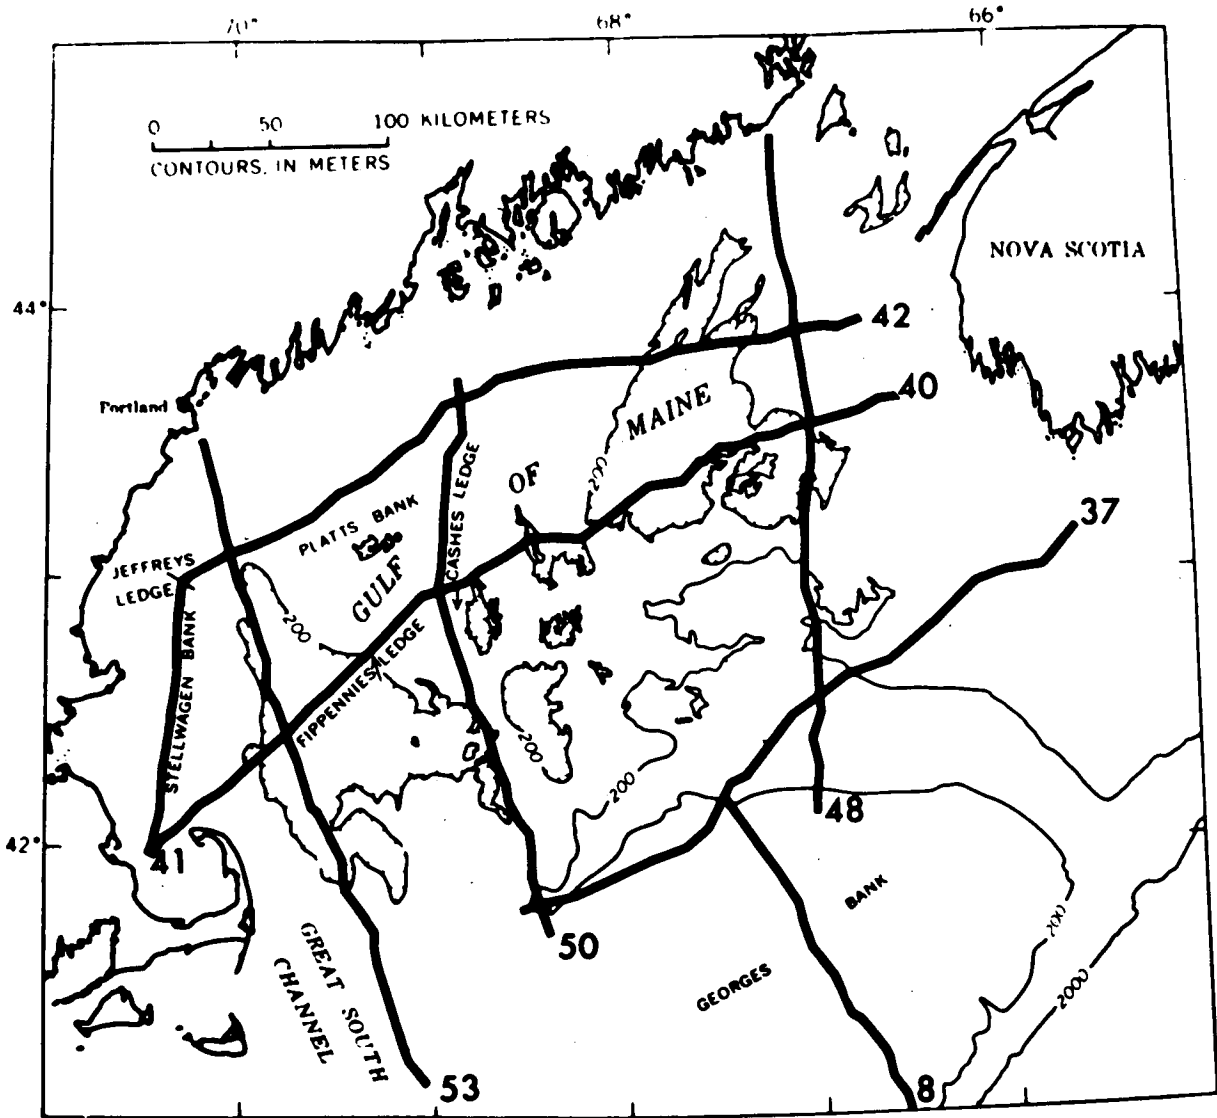 70°
68°
66°
0 50 100 KILOMETERS
CONTOURS, IN METERS
NOVA SCOTIA
44°
42
Portland
40
MAINE
200
OF
CASHES LEDGE
PLATTS BANK
37
JEFFREYS
LEDGE
GULF
200
STELLWAGEN BANK
FIPPENNIES LEDGE
200
200
48
42°
41
BANK
200
50
GREAT SOUTH
CHANNEL
GEORGES
2000
53
8